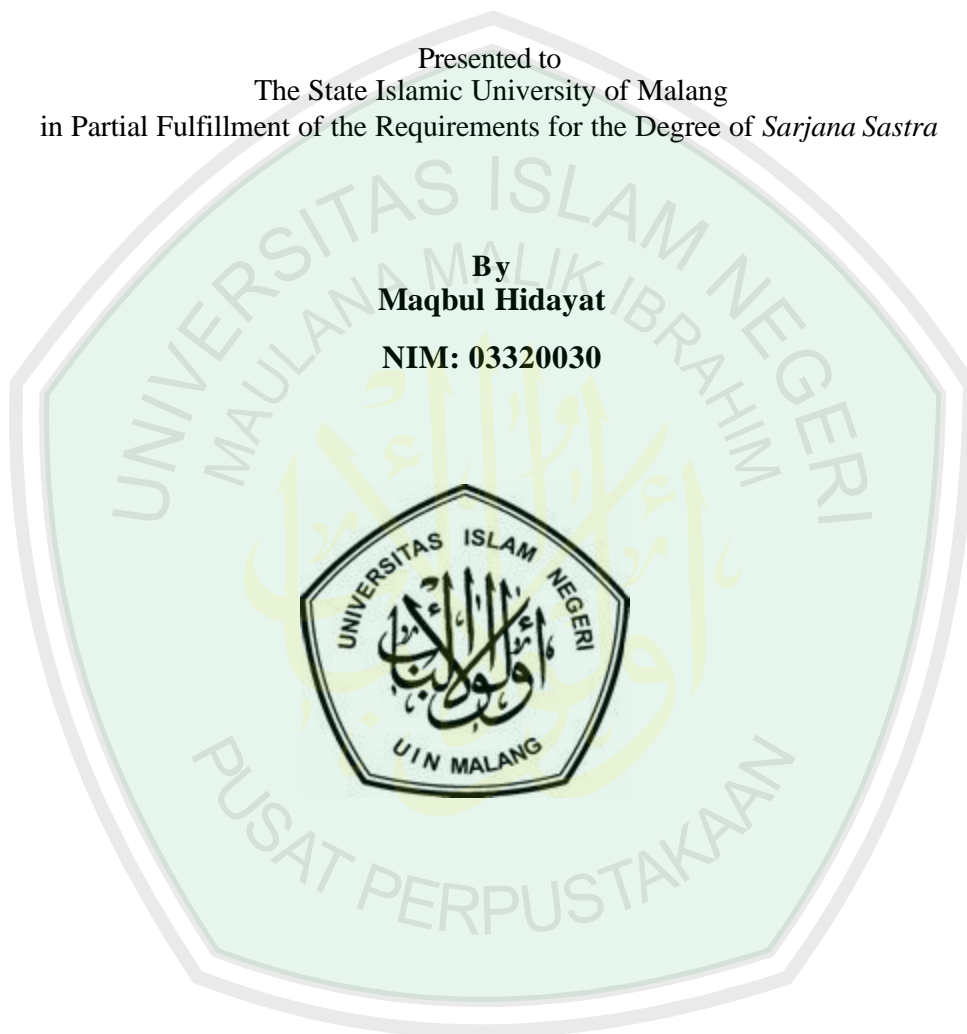 Presented to
The State Islamic University of Malang
in Partial Fulfillment of the Requirements for the Degree of Sarjana Sastra
UNIVERSITAS ISLAM NEGERI
MAULANA MALIK IBRAHIM
By
Maqbul Hidayat
NIM: 03320030
UNIVERSITAS ISLAM NEGERI
أولوا الألباب
UIN MALANG
PUSAT PERPUSTAKAAN